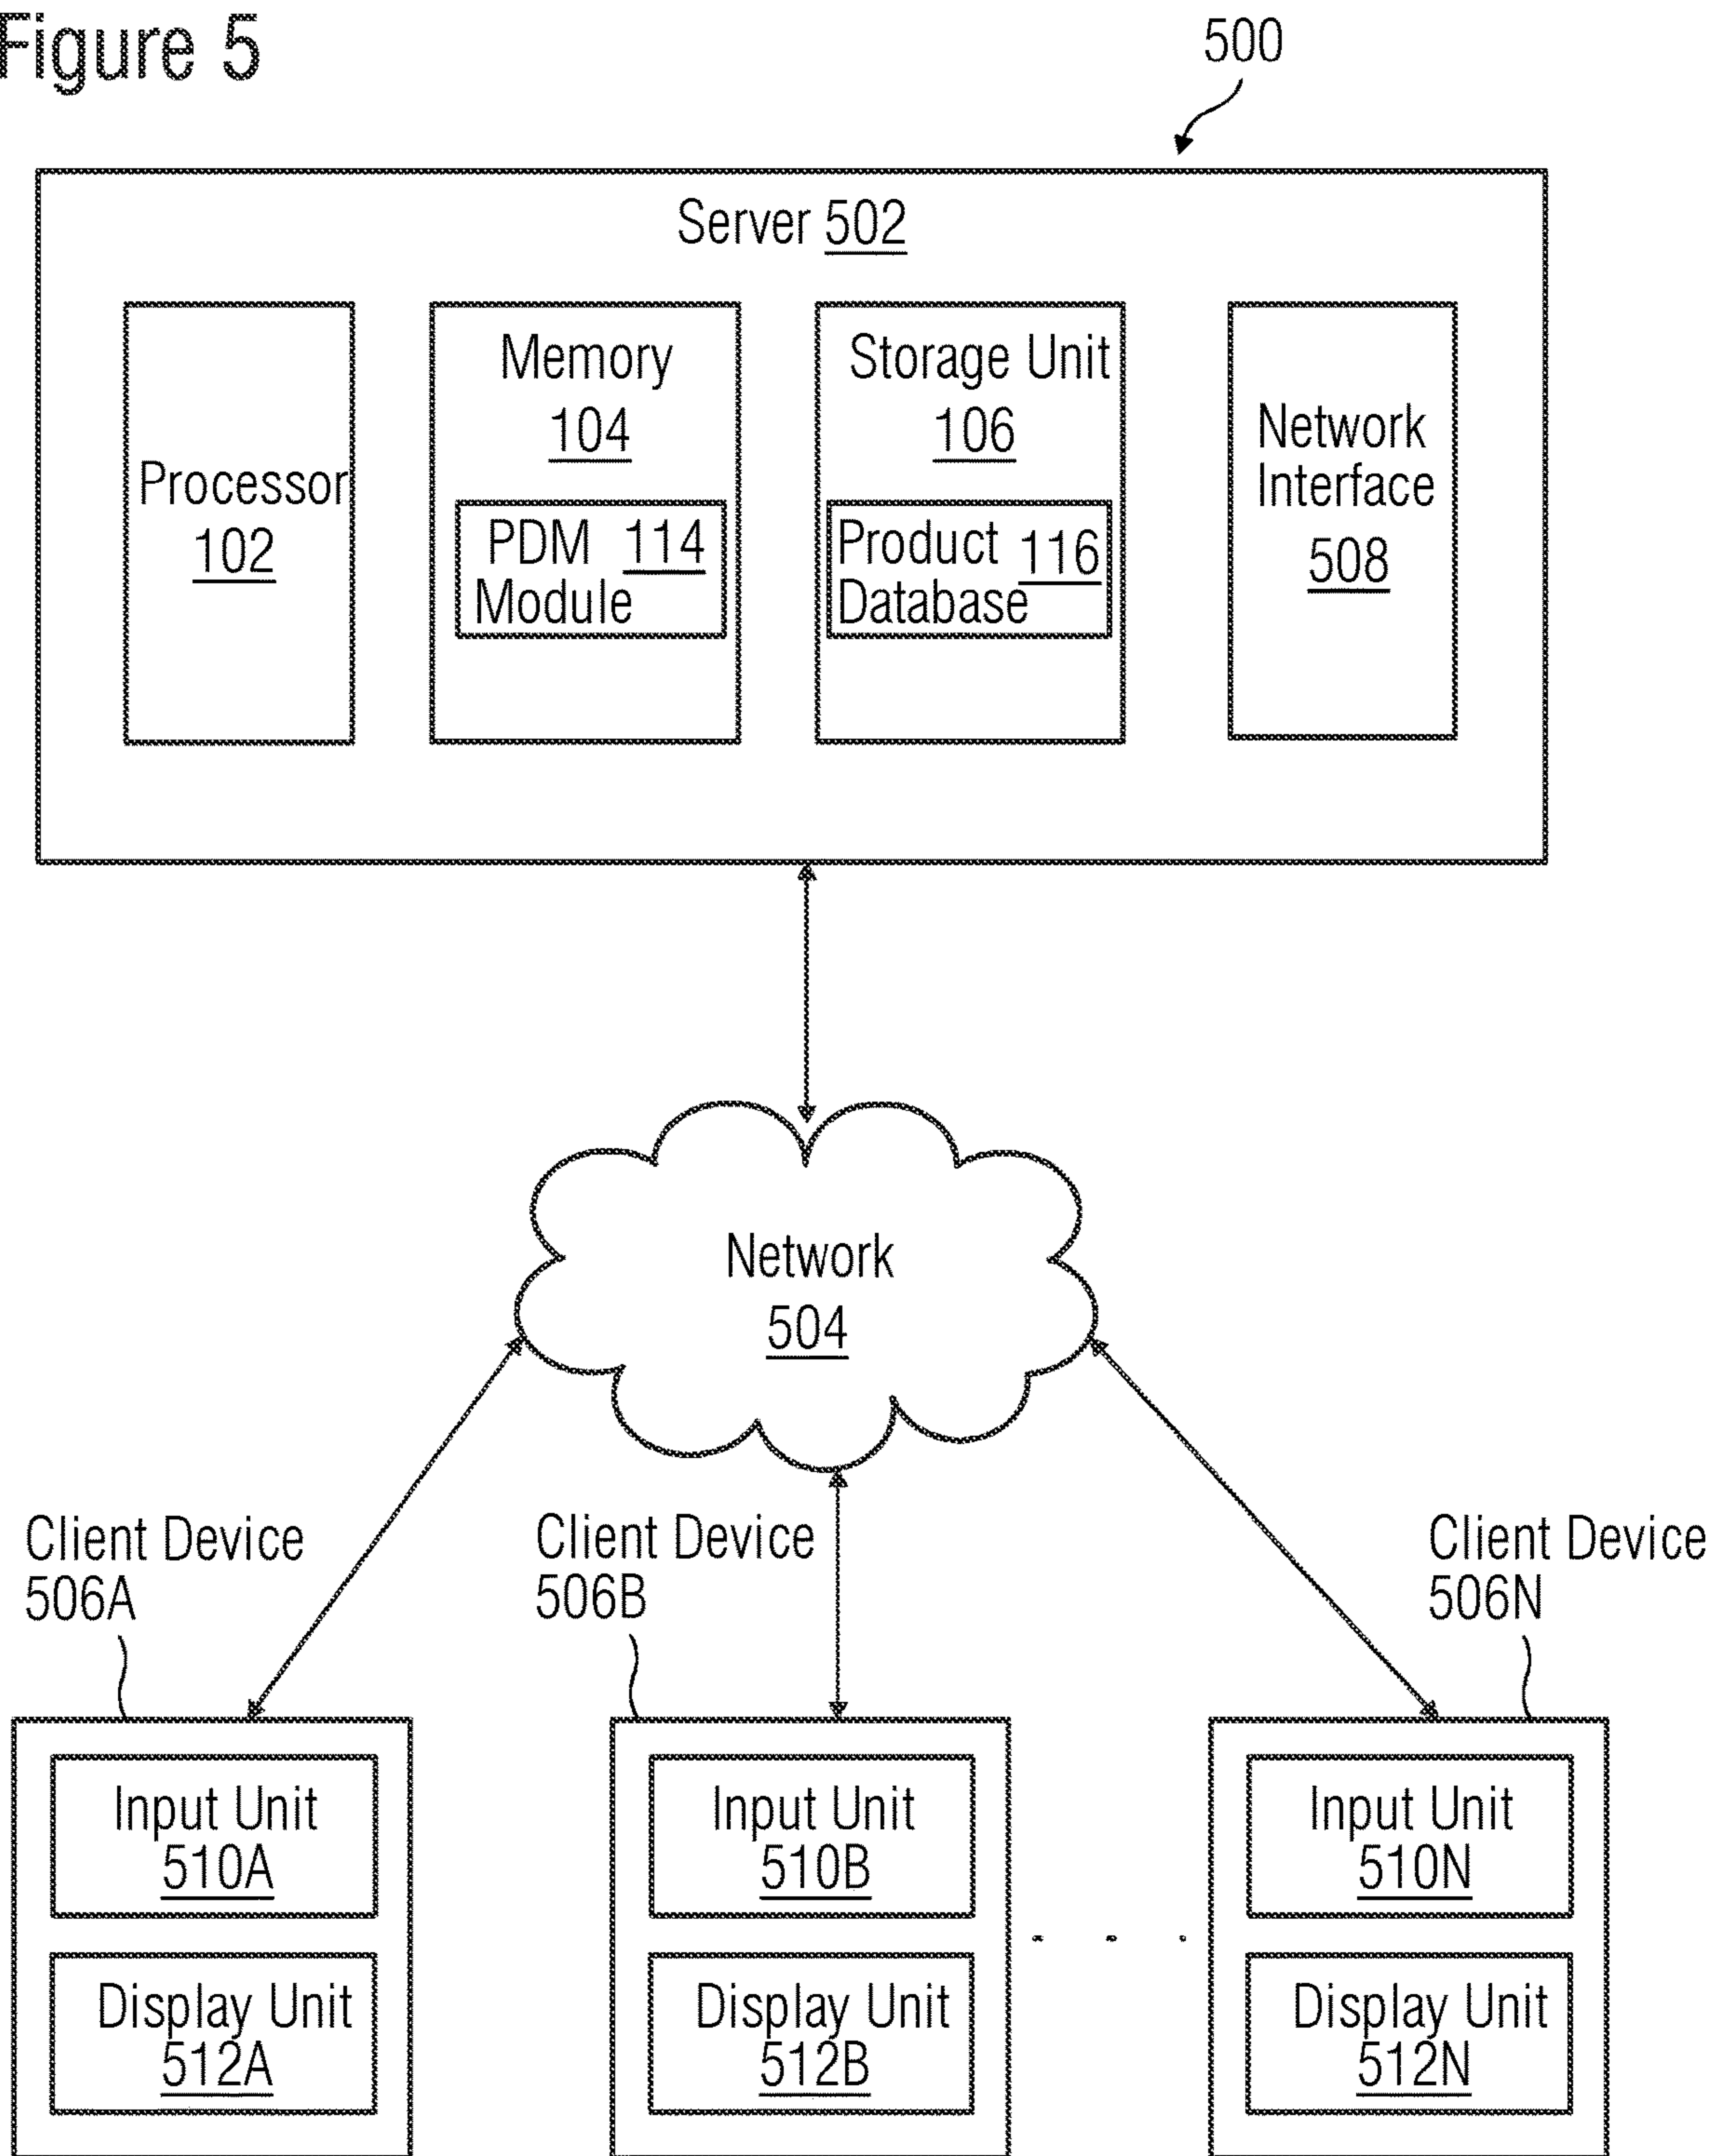 Figure 5
500
Server 502
Processor
102
Memory
104
PDM 114
Module
Storage Unit
106
Product 116
Database
Network
Interface
508
Network
504
Client Device
506A
Client Device
506B
Client Device
506N
Input Unit
510A
Display Unit
512A
Input Unit
510B
Display Unit
512B
. . .
Input Unit
510N
Display Unit
512N